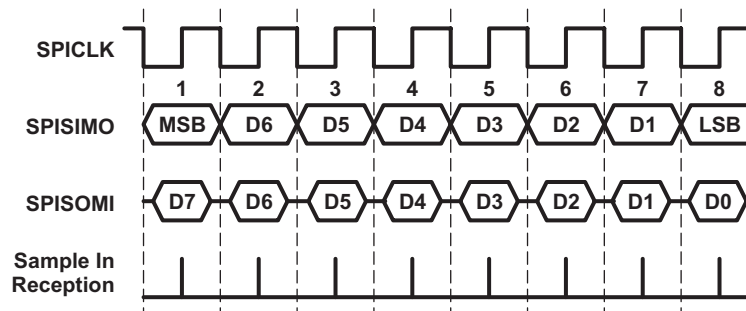 SPICLK
1 2 3 4 5 6 7 8
SPISIMO MSB D6 D5 D4 D3 D2 D1 LSB
SPISOMI D7 D6 D5 D4 D3 D2 D1 D0
Sample In
Reception